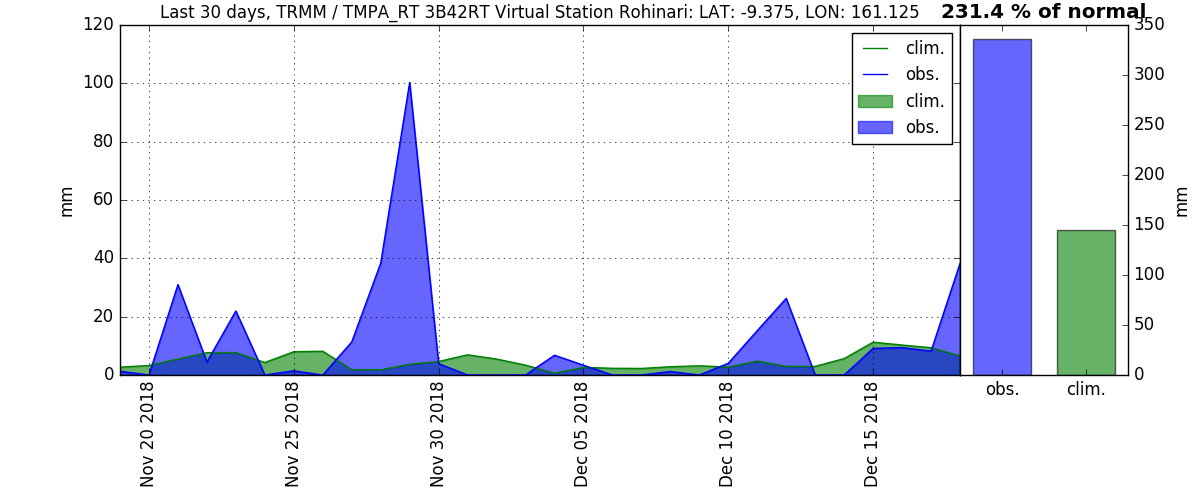 Last 30 days, TRMM / TMPA_RT 3B42RT Virtual Station Rohinari: LAT: -9.375, LON: 161.125
231.4 % of normal
120
100
80
60
40
20
0
mm
clim.
obs.
clim.
obs.
Nov 20 2018
Nov 25 2018
Nov 30 2018
Dec 05 2018
Dec 10 2018
Dec 15 2018
350
300
250
200
150
100
50
0
mm
obs.
clim.